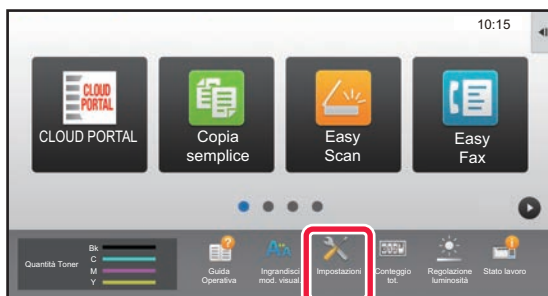 10:15
CLOUD
PORTAL
CLOUD PORTAL
Copia
semplice
Easy
Scan
Easy
Fax
Quantità Toner
Bk
C
M
Y
Guida
Operativa
Ingrandisci
mod. visual.
Impostazioni
Conteggio
tot.
Regolazione
luminosità
Stato lavoro